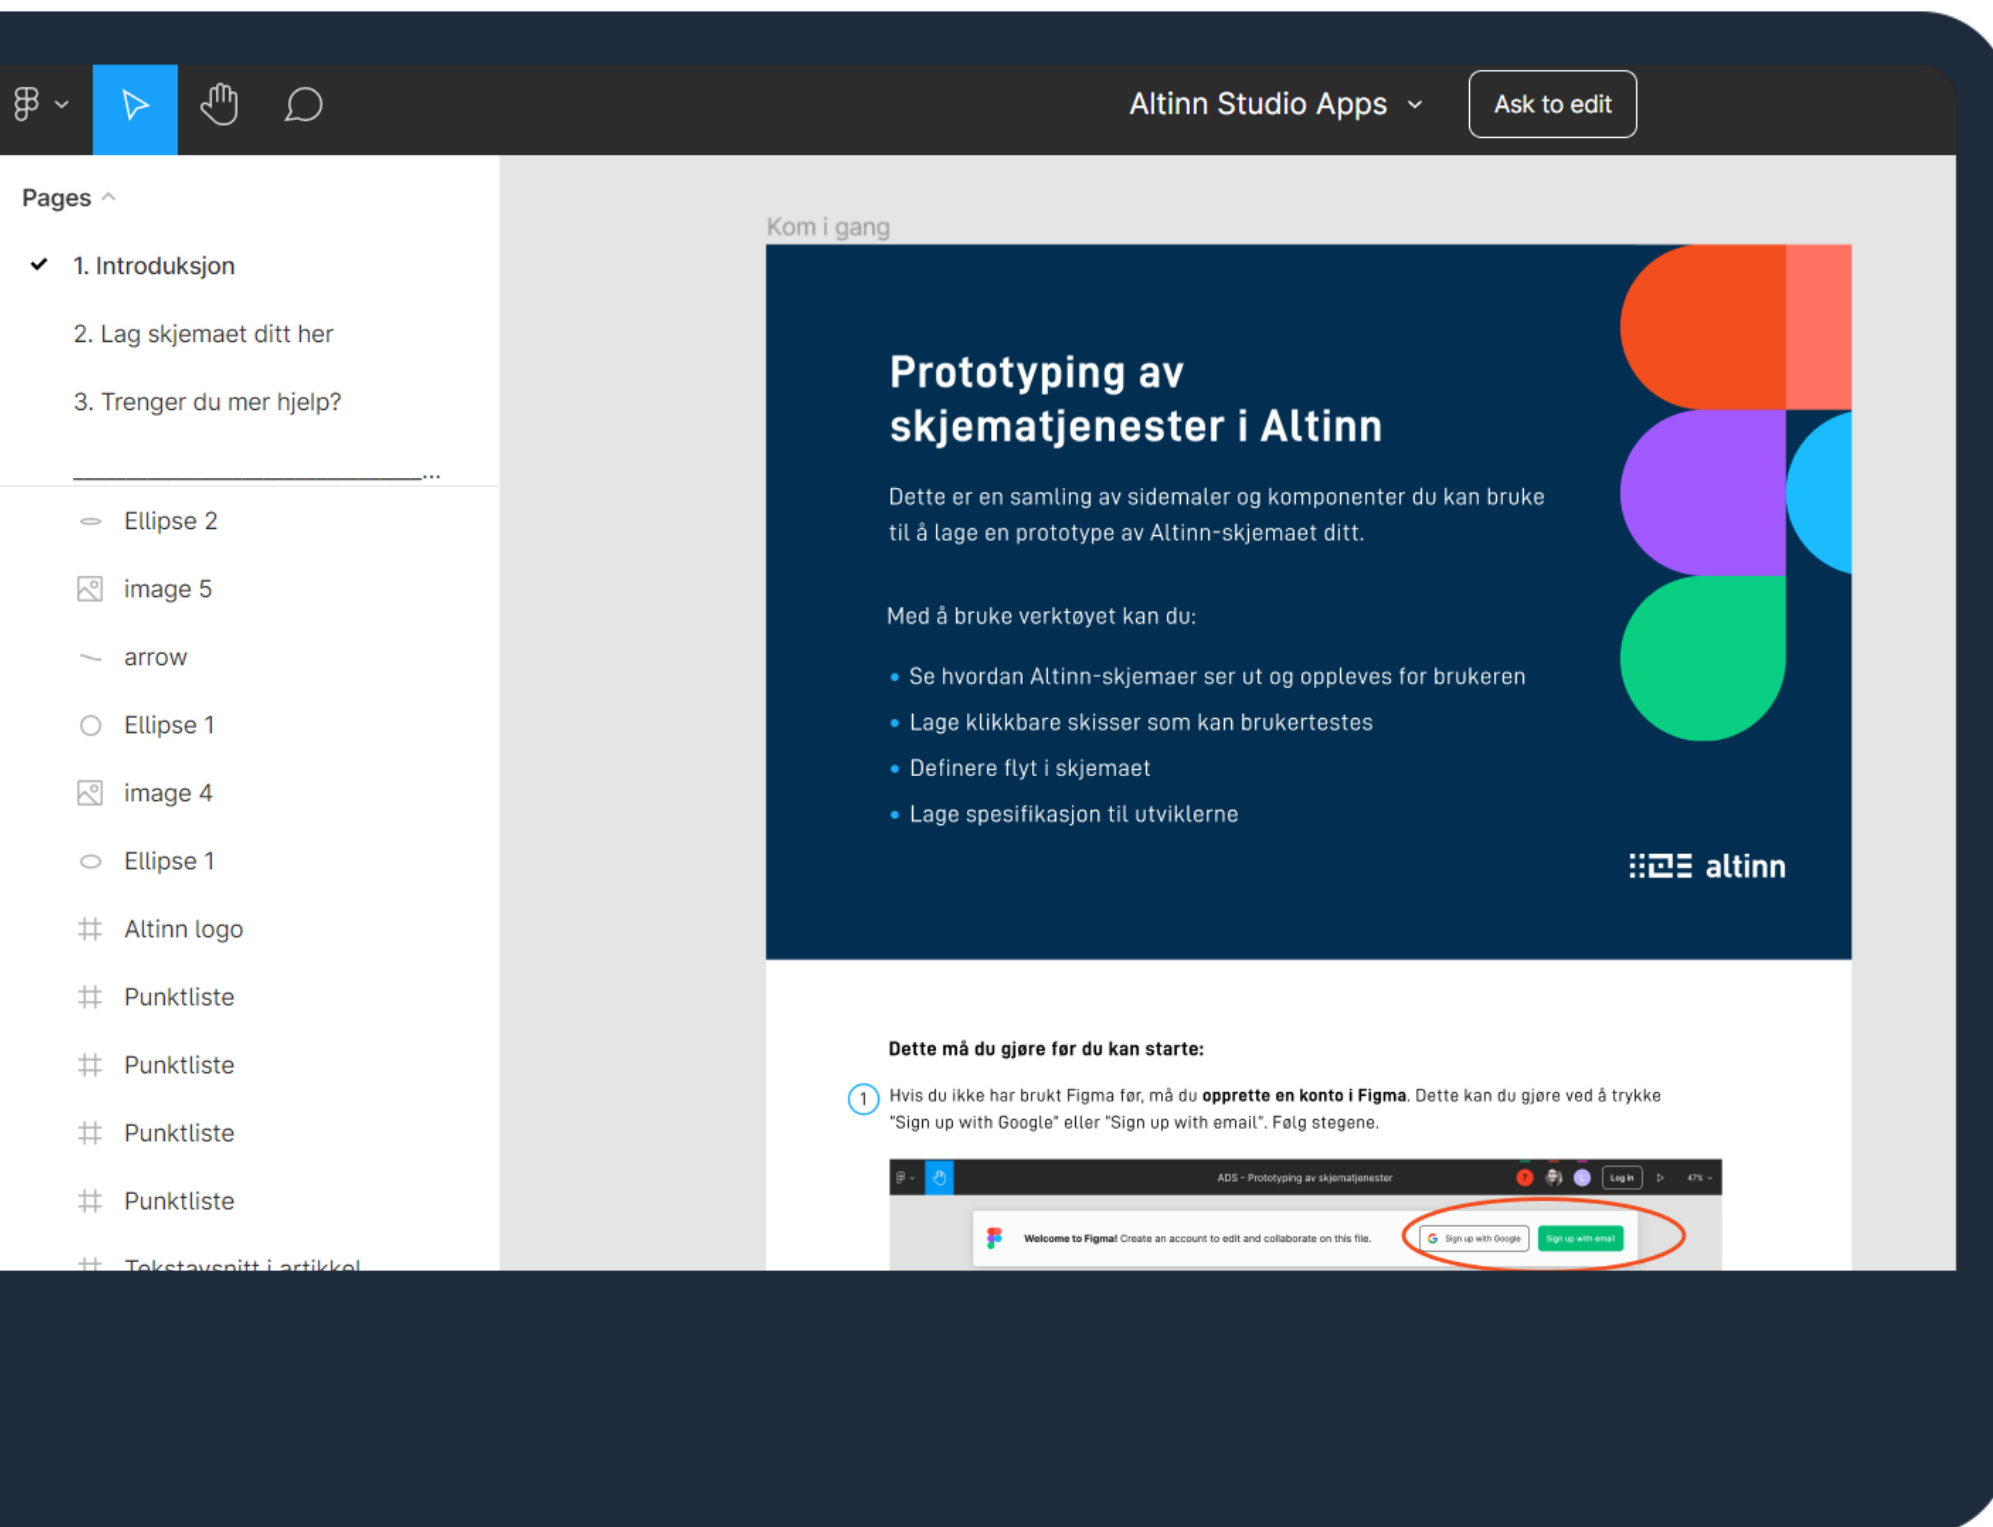 Altinn Studio Apps
Ask to edit
Pages
1. Introduksjon
2. Lag skjemaet ditt her
3. Trenger du mer hjelp?
Ellipse 2
image 5
arrow
Ellipse 1
image 4
Ellipse 1
Altinn logo
Punktliste
Punktliste
Punktliste
Punktliste
Tekstavsnitt i artikkel
Kom i gang
Prototyping av
skjematjenester i Altinn
Dette er en samling av sidemaler og komponenter du kan bruke
til å lage en prototype av Altinn-skjemaet ditt.
Med å bruke verktøyet kan du:
• Se hvordan Altinn-skjemaer ser ut og oppleves for brukeren
• Lage klikkbare skisser som kan brukertestes
• Definere flyt i skjemaet
• Lage spesifikasjon til utviklerne
altinn
Dette må du gjøre før du kan starte:
1 Hvis du ikke har brukt Figma før, må du opprette en konto i Figma. Dette kan du gjøre ved å trykke
"Sign up with Google" eller "Sign up with email". Følg stegene.
ADS - Prototyping av skjematjenester
Log in
47%
Welcome to Figma! Create an account to edit and collaborate on this file.
Sign up with Google
Sign up with email